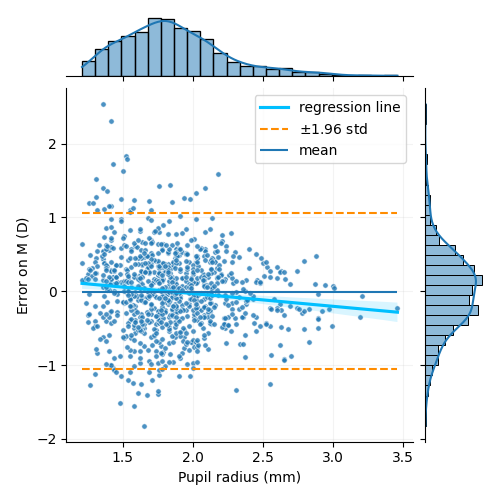 regression line
±1.96 std
mean
2
1
0
−1
−2
Error on M (D)
1.5 2.0 2.5 3.0 3.5
Pupil radius (mm)